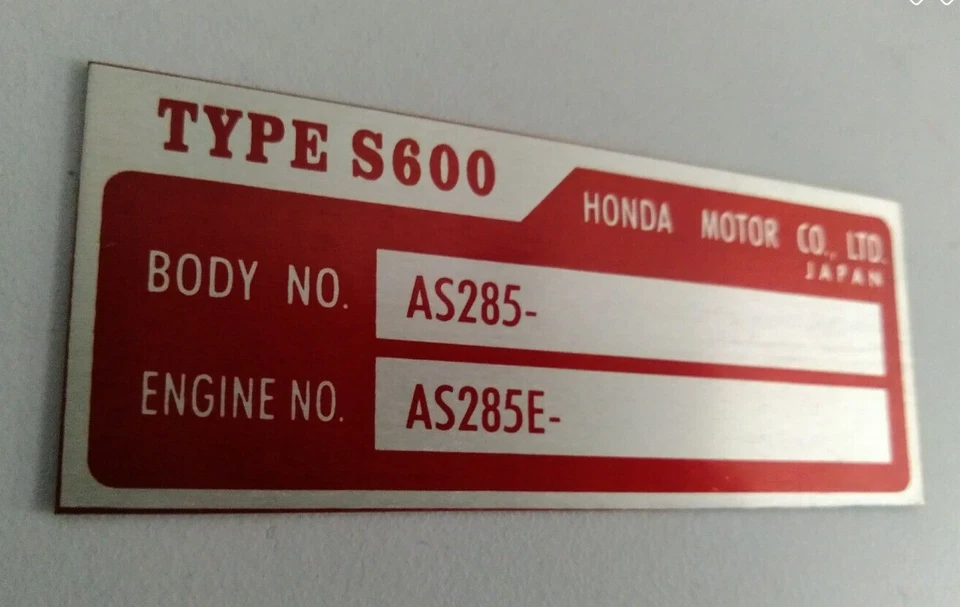 TYPE S600
HONDA MOTOR CO., LTD.
JAPAN
BODY NO. AS285-
ENGINE NO. AS285E-